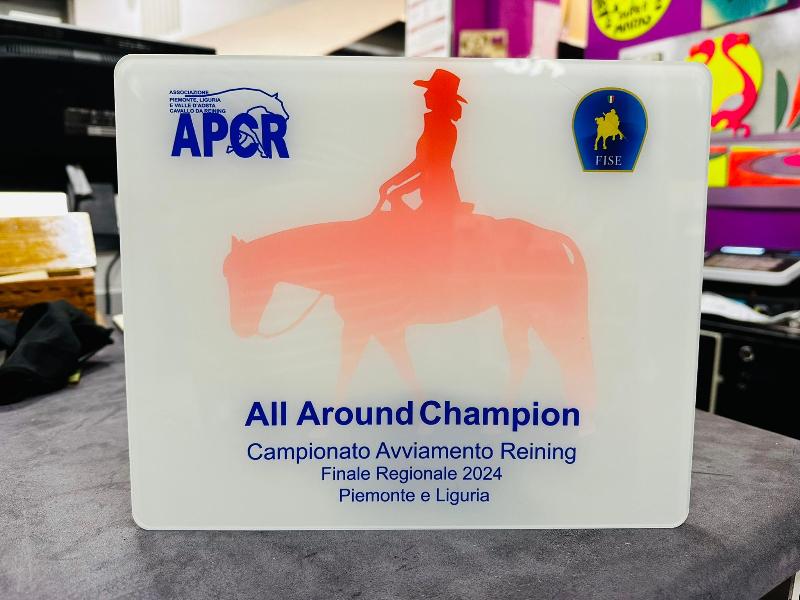 ASSOCIAZIONE
PIEMONTE, LIGURIA
E VALLE D'AOSTA
CAVALLO DA REINING
APCR
FISE
All Around Champion
Campionato Avviamento Reining
Finale Regionale 2024
Piemonte e Liguria